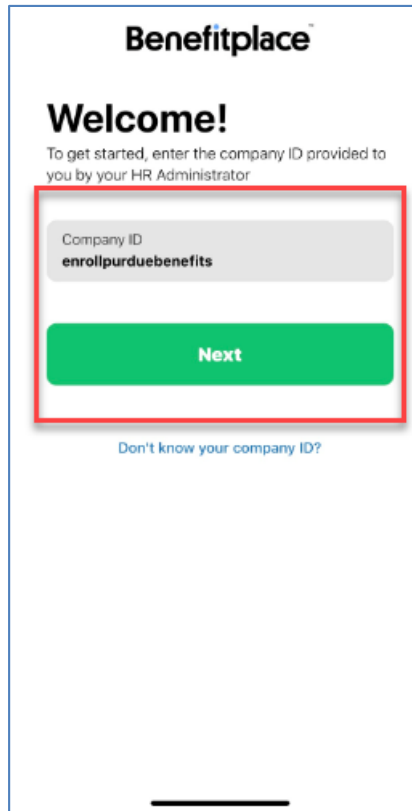 Benefitplace™
Welcome!
To get started, enter the company ID provided to
you by your HR Administrator
Company ID
enrollpurduebenefits
Next
Don't know your company ID?